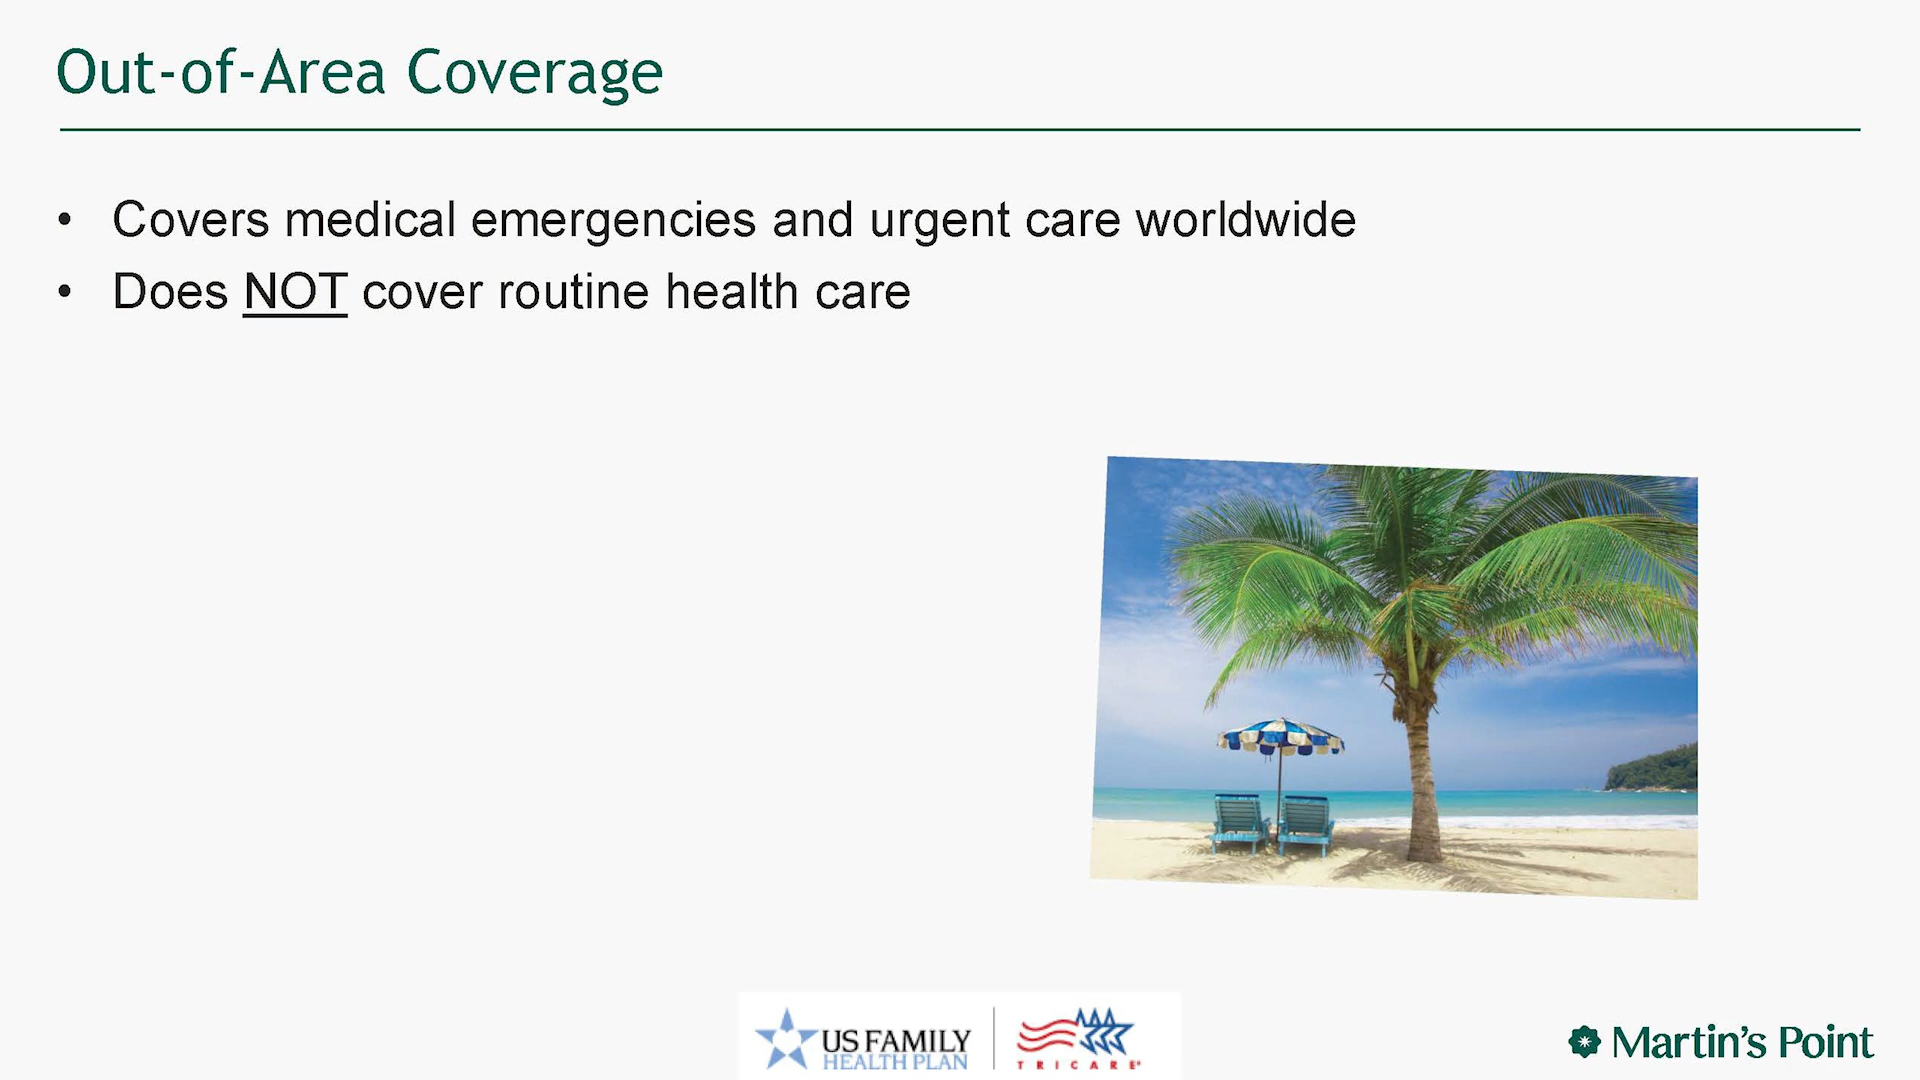 Out-of-Area Coverage
• Covers medical emergencies and urgent care worldwide
• Does NOT cover routine health care
US FAMILY
HEALTH PLAN
TRICARE
Martin's Point